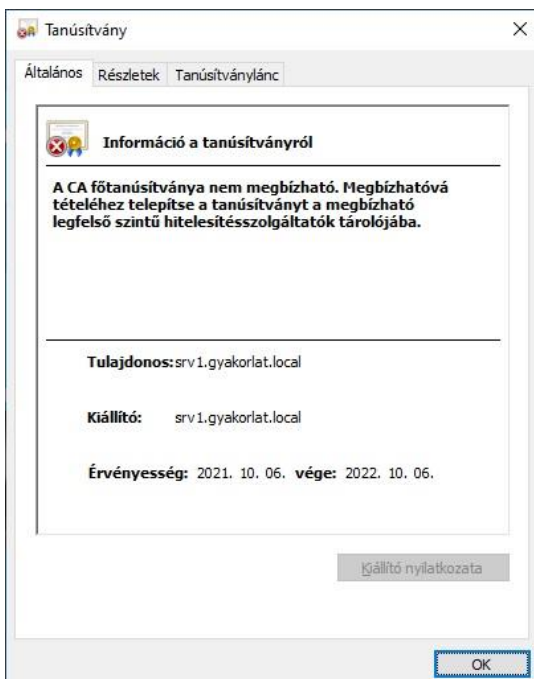 Tanúsítvány
Általános Részletek Tanúsítványlánc
Információ a tanúsítványról
A CA főtanúsítványa nem megbízható. Megbízhatóvá
tételéhez telepítse a tanúsítványt a megbízható
legfelső szintű hitelesítésszolgáltatók tárolójába.
Tulajdonos: srv1.gyakorlat.local
Kiállító: srv1.gyakorlat.local
Érvényesség: 2021. 10. 06. vége: 2022. 10. 06.
Kiállító nyilatkozata
OK